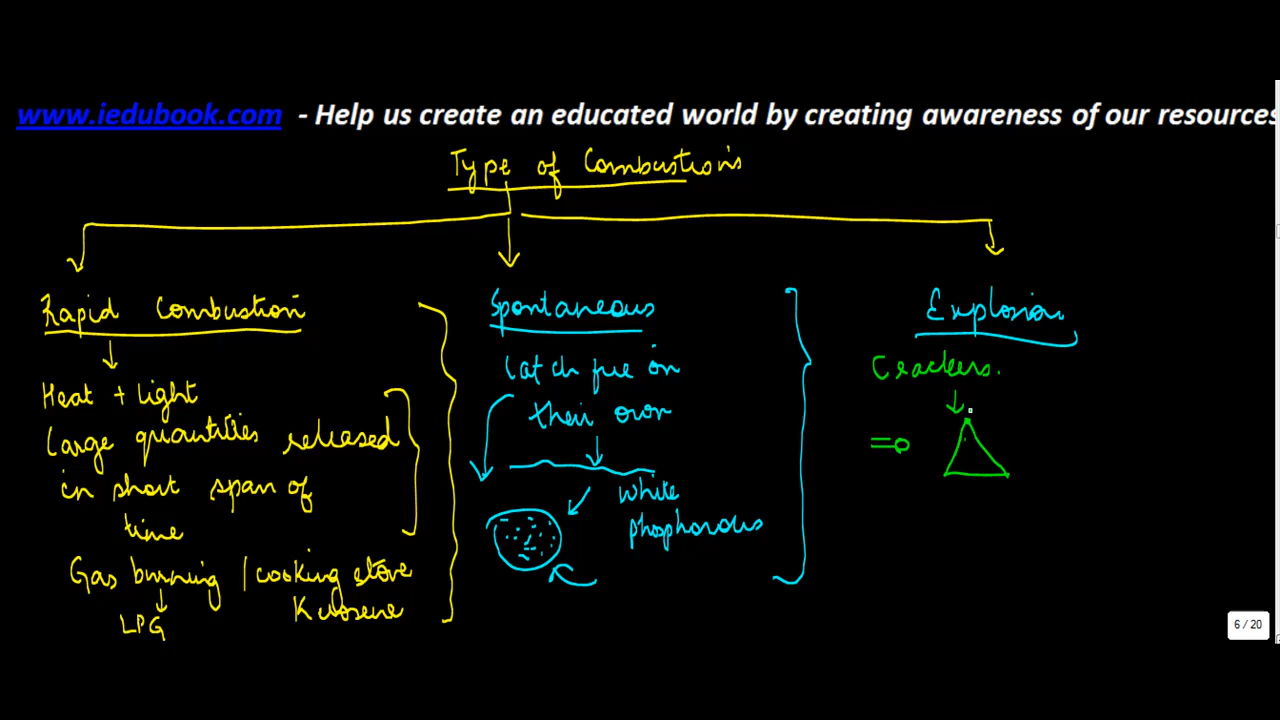 www.iedubook.com - Help us create an educated world by creating awareness of our resources
Type of Combustions
Rapid Combustion
Heat + Light
Large quantities released
in short span of
time
Gas burning / cooking stove
LPG
Kerosene
Spontaneous
Catch fire on
their own
White
phosphorous
Explosion
Crackers.
6 / 20